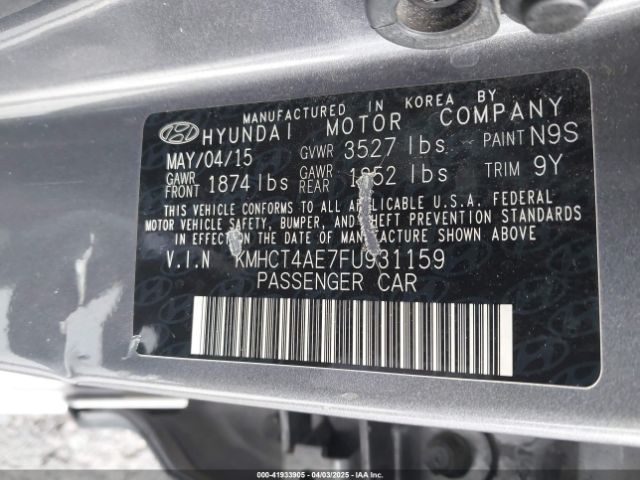 MANUFACTURED IN KOREA BY
HYUNDAI MOTOR COMPANY
MAY/04/15 GVWR 3527 lbs PAINT N9S
GAWR FRONT 1874 lbs GAWR REAR 1852 lbs TRIM 9Y
THIS VEHICLE CONFORMS TO ALL APPLICABLE U.S.A. FEDERAL
MOTOR VEHICLE SAFETY, BUMPER, AND THEFT PREVENTION STANDARDS
IN EFFECT ON THE DATE OF MANUFACTURE SHOWN ABOVE
V.I.N KMHCT4AE7FU931159
PASSENGER CAR
000-41933905 04/03/2025 IAA Inc.